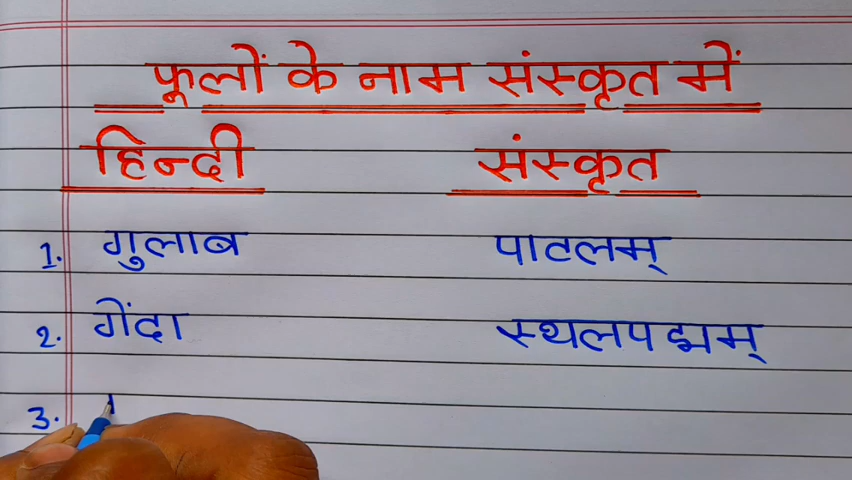 फूलों के नाम संस्कृत में
हिन्दी संस्कृत
1. गुलाब पाटलम्
2. गेंदा स्थलपद्मम्
3.